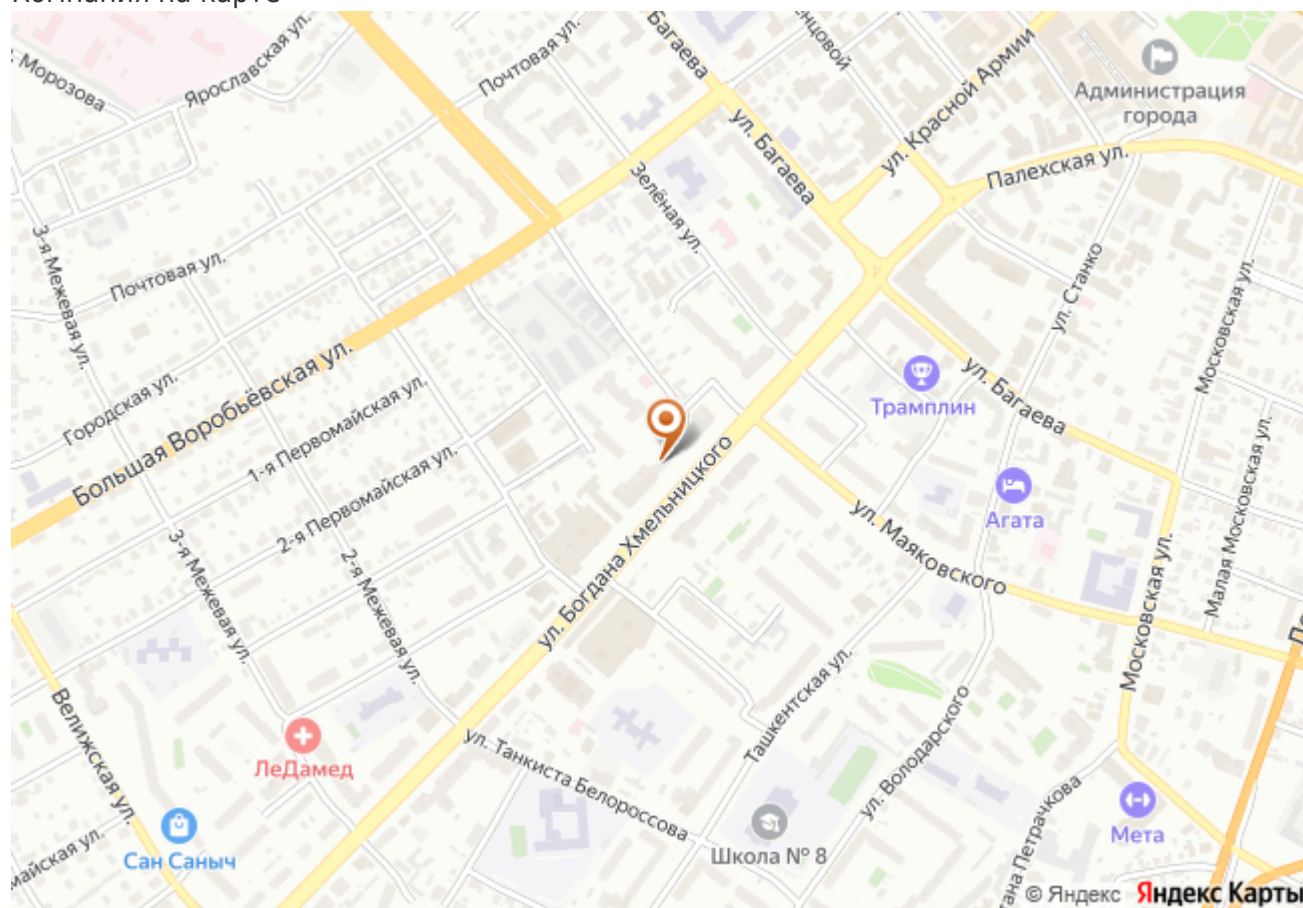 Компания на карте
Морозова
Ярославская ул.
Почтовая ул.
Багаева
ул. Багаева
ул. Красной Армии
Администрация
города
Палехская ул.
3-я Межевая ул.
Почтовая ул.
Зелёная ул.
ул. Станко
Московская ул.
Городская ул.
Большая Воробьёвская ул.
1-я Первомайская ул.
2-я Первомайская ул.
Трамплин
ул. Багаева
Агата
ул. Маяковского
Малая Московская ул.
Московская ул.
ул. Богдана Хмельницкого
3-я Межевая ул.
2-я Межевая ул.
Велижская ул.
ЛеДамед
Сан Саныч
ул. Танкиста Белороссова
Ташкентская ул.
ул. Володарского
Школа № 8
Мета
© Яндекс Яндекс Карты